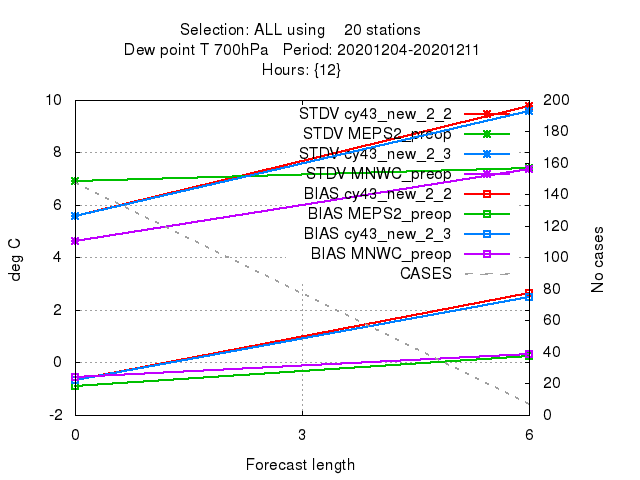 Selection: ALL using 20 stations
Dew point T 700hPa Period: 20201204-20201211
Hours: {12}
10 200
STDV cy43_new_2_2
180
STDV MEPS2_preop
8
STDV cy43_new_2_3
160
STDV MNWC_preop
140
BIAS cy43_new_2_2
6
BIAS MEPS2_preop
120
BIAS cy43_new_2_3
BIAS MNWC_preop
4 100
CASES
deg C
No cases
80
2
60
40
0
20
-2 0
0 3 6
Forecast length